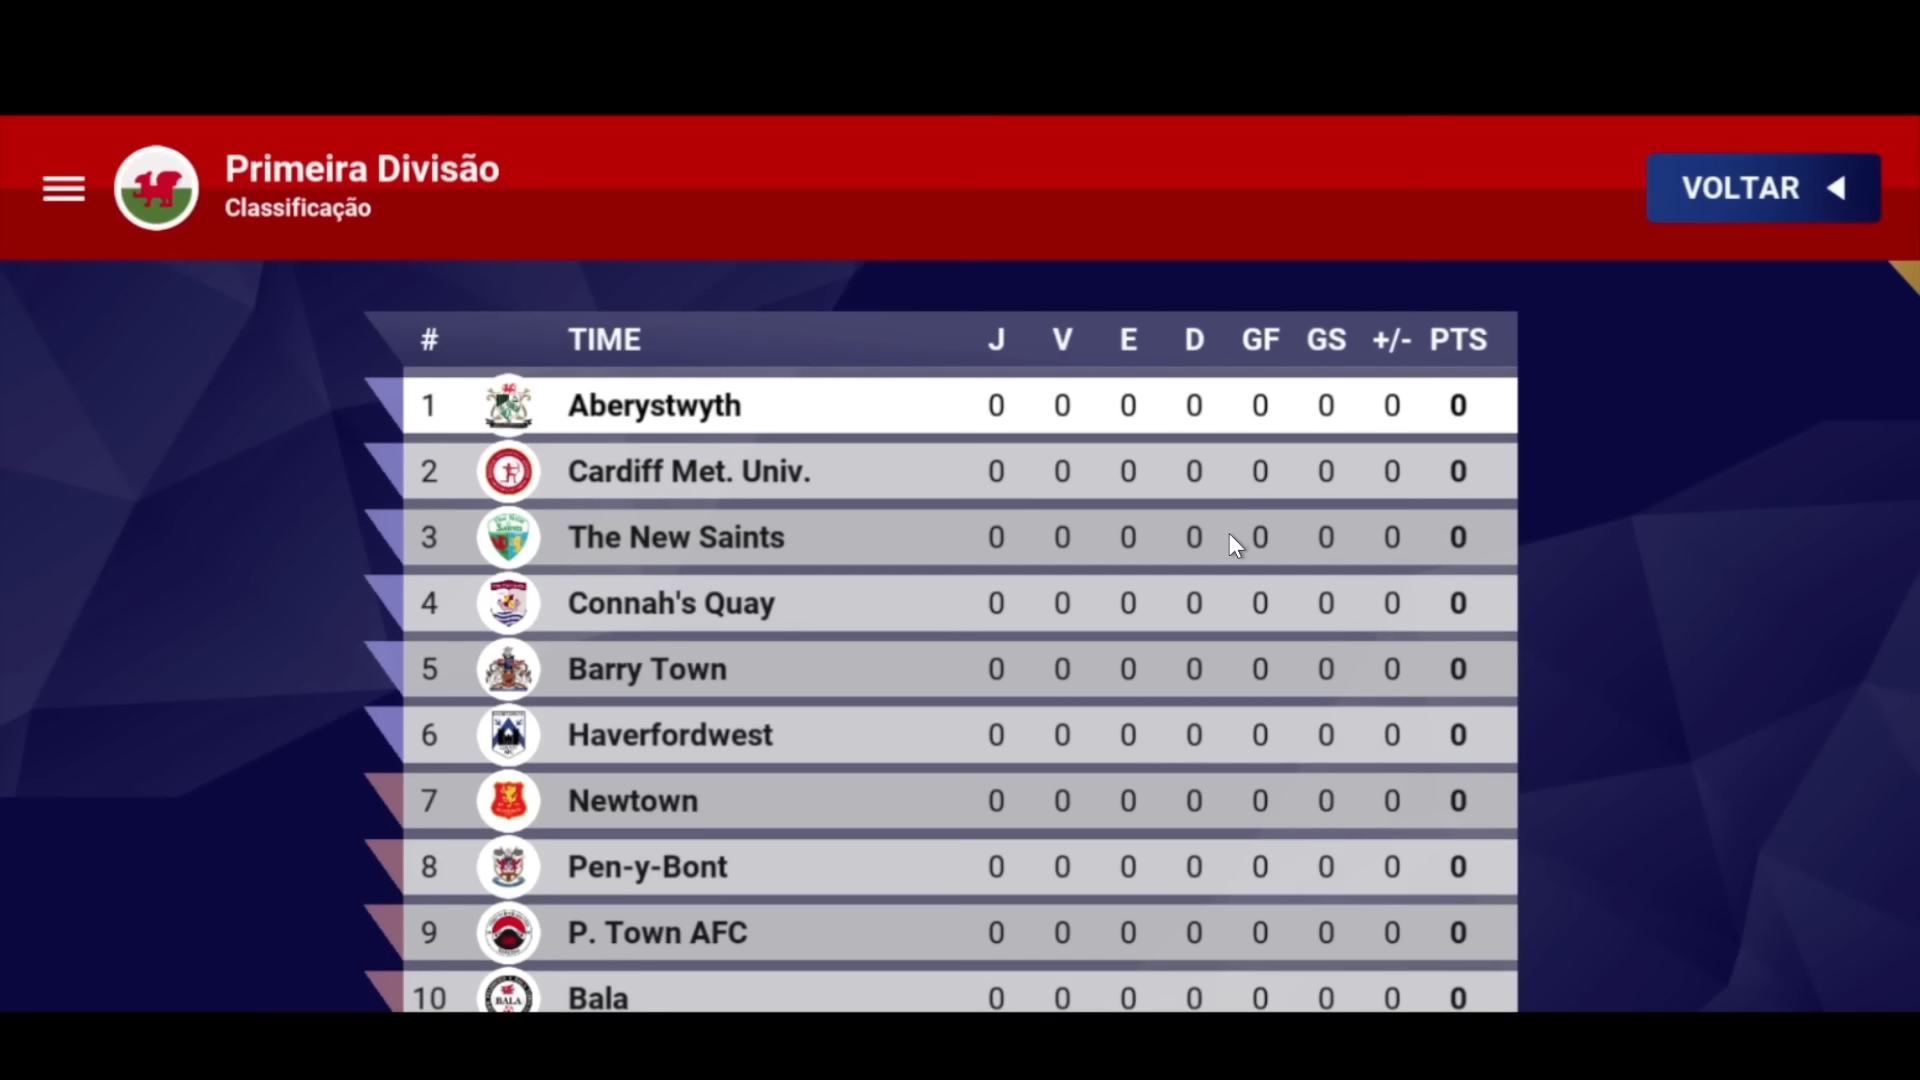 Primeira Divisão
Classificação
VOLTAR
# TIME J V E D GF GS +/- PTS
1 Aberystwyth 0 0 0 0 0 0 0 0
2 Cardiff Met. Univ. 0 0 0 0 0 0 0 0
3 The New Saints 0 0 0 0 0 0 0 0
4 Connah's Quay 0 0 0 0 0 0 0 0
5 Barry Town 0 0 0 0 0 0 0 0
6 Haverfordwest 0 0 0 0 0 0 0 0
7 Newtown 0 0 0 0 0 0 0 0
8 Pen-y-Bont 0 0 0 0 0 0 0 0
9 P. Town AFC 0 0 0 0 0 0 0 0
10 BALA Bala 0 0 0 0 0 0 0 0